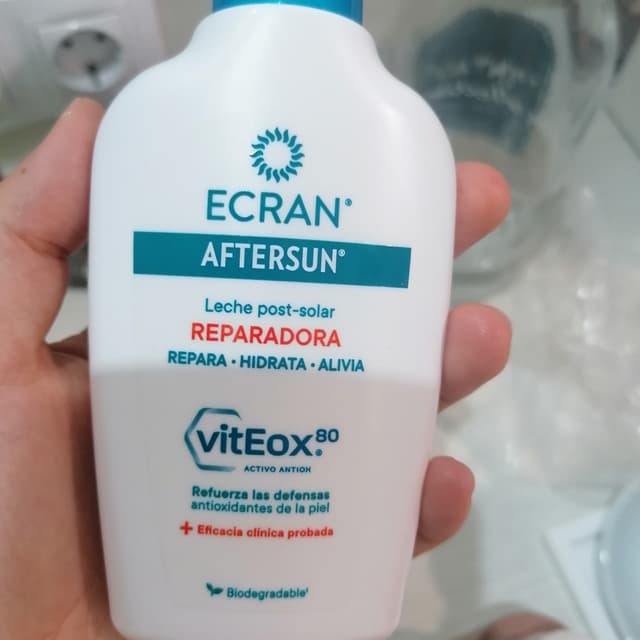 ECRAN®
AFTERSUN®
Leche post-solar
REPARADORA
REPARA • HIDRATA • ALIVIA
vitEox.80
ACTIVO ANTIOX
Refuerza las defensas
antioxidantes de la piel
+ Eficacia clínica probada
Biodegradable¹